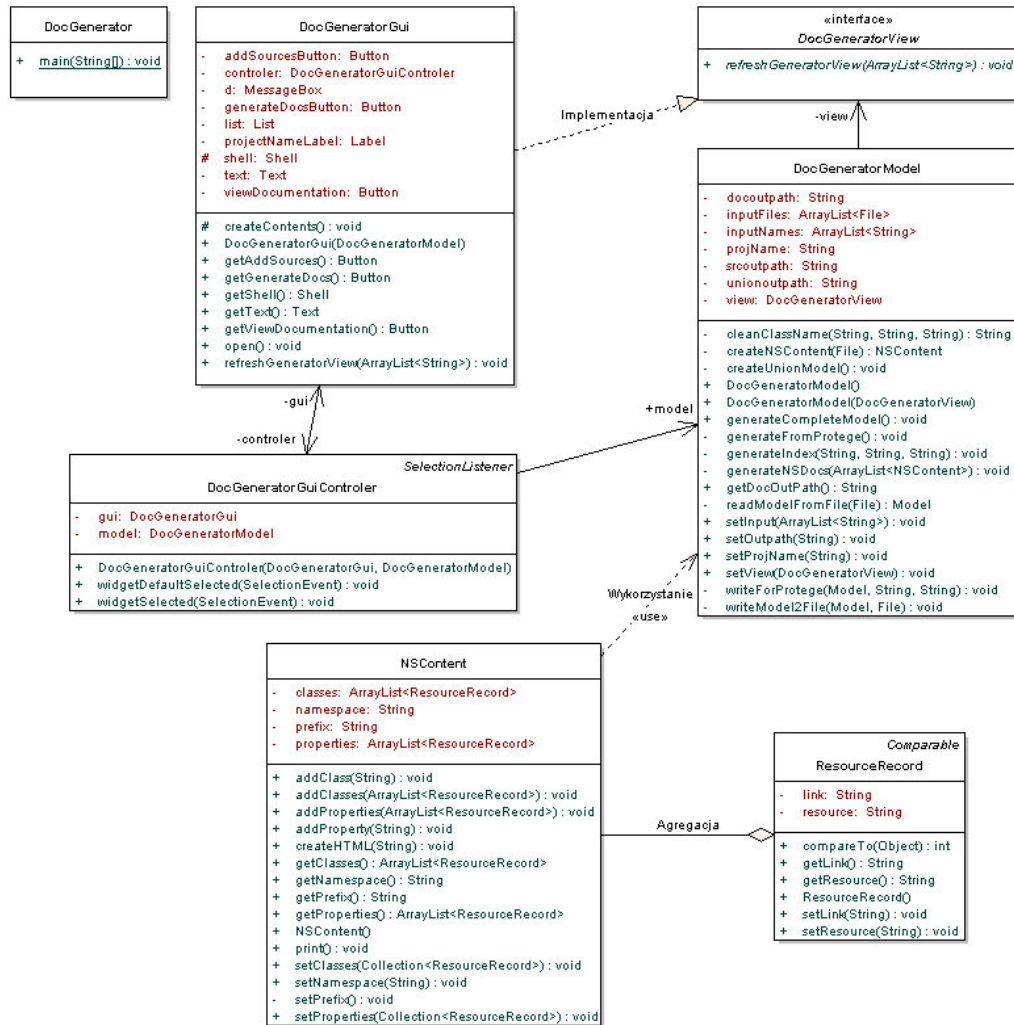 DocGenerator
+ main(String[]) : void
DocGeneratorGui
- addSourcesButton: Button
- controler: DocGeneratorGuiControler
- d: MessageBox
- generateDocsButton: Button
- list: List
- projectNameLabel: Label
# shell: Shell
- text: Text
- viewDocumentation: Button
# createContents() : void
+ DocGeneratorGui(DocGeneratorModel)
+ getAddSources() : Button
+ getGenerateDocs() : Button
+ getShell() : Shell
+ getText() : Text
+ getViewDocumentation() : Button
+ open() : void
+ refreshGeneratorView(ArrayList<String>) : void
«interface»
DocGeneratorView
+ refreshGeneratorView(ArrayList<String>) : void
Implementacja
-view
DocGeneratorModel
- docoutpath: String
- inputFiles: ArrayList<File>
- inputNames: ArrayList<String>
- projName: String
- srcoutpath: String
- unionoutpath: String
- view: DocGeneratorView
- cleanClassName(String, String, String) : String
- createNSContent(File) : NSContent
- createUnionModel() : void
+ DocGeneratorModel()
+ DocGeneratorModel(DocGeneratorView)
+ generateCompleteModel() : void
- generateFromProtege() : void
- generateIndex(String, String, String) : void
- generateNSDocs(ArrayList<NSContent>) : void
+ getDocOutPath() : String
- readModelFromFile(File) : Model
+ setInput(ArrayList<String>) : void
+ setOutpath(String) : void
+ setProjName(String) : void
+ setView(DocGeneratorView) : void
- writeForProtege(Model, String, String) : void
- writeModel2File(Model, File) : void
-gui
-controler
+model
SelectionListener
DocGeneratorGuiControler
- gui: DocGeneratorGui
- model: DocGeneratorModel
+ DocGeneratorGuiControler(DocGeneratorGui, DocGeneratorModel)
+ widgetDefaultSelected(SelectionEvent) : void
+ widgetSelected(SelectionEvent) : void
Wykorzystanie
«use»
NSContent
- classes: ArrayList<ResourceRecord>
- namespace: String
- prefix: String
- properties: ArrayList<ResourceRecord>
+ addClass(String) : void
+ addClasses(ArrayList<ResourceRecord>) : void
+ addProperties(ArrayList<ResourceRecord>) : void
+ addProperty(String) : void
+ createHTML(String) : void
+ getClasses() : ArrayList<ResourceRecord>
+ getNamespace() : String
+ getPrefix() : String
+ getProperties() : ArrayList<ResourceRecord>
+ NSContent()
+ print() : void
+ setClasses(Collection<ResourceRecord>) : void
+ setNamespace(String) : void
- setPrefix() : void
+ setProperties(Collection<ResourceRecord>) : void
Agregacja
Comparable
ResourceRecord
- link: String
- resource: String
+ compareTo(Object) : int
+ getLink() : String
+ getResource() : String
+ ResourceRecord()
+ setLink(String) : void
+ setResource(String) : void